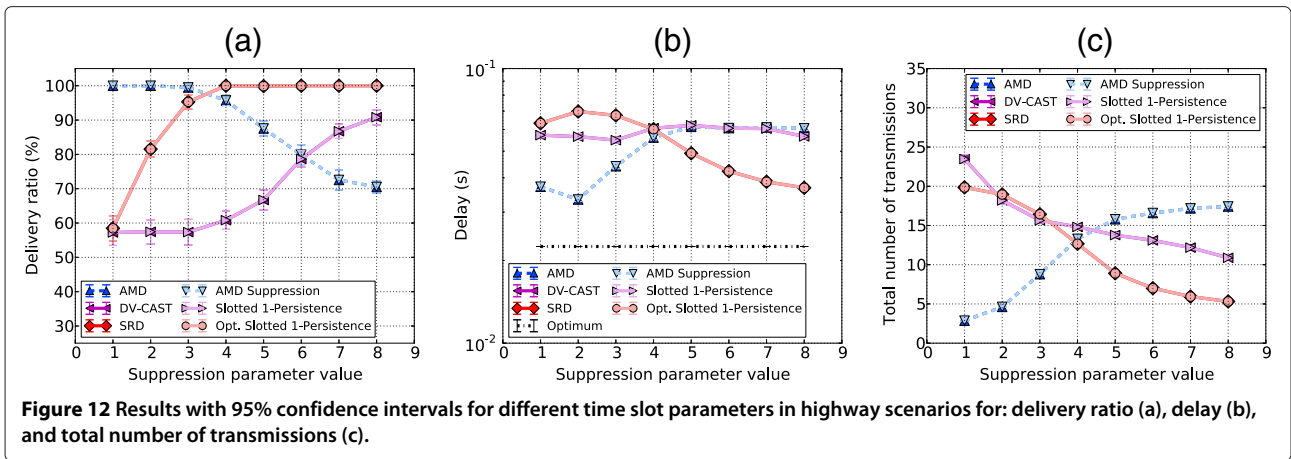 (a)
Delivery ratio (%)
100
90
80
70
60
50
40
30
AMD
DV-CAST
SRD
AMD Suppression
Slotted 1-Persistence
Opt. Slotted 1-Persistence
0 1 2 3 4 5 6 7 8 9
Suppression parameter value
(b)
Delay (s)
10⁻¹
10⁻²
AMD
DV-CAST
SRD
Optimum
AMD Suppression
Slotted 1-Persistence
Opt. Slotted 1-Persistence
0 1 2 3 4 5 6 7 8 9
Suppression parameter value
(c)
Total number of transmissions
35
30
25
20
15
10
5
0
AMD
DV-CAST
SRD
AMD Suppression
Slotted 1-Persistence
Opt. Slotted 1-Persistence
0 1 2 3 4 5 6 7 8 9
Suppression parameter value
Figure 12 Results with 95% confidence intervals for different time slot parameters in highway scenarios for: delivery ratio (a), delay (b),
and total number of transmissions (c).